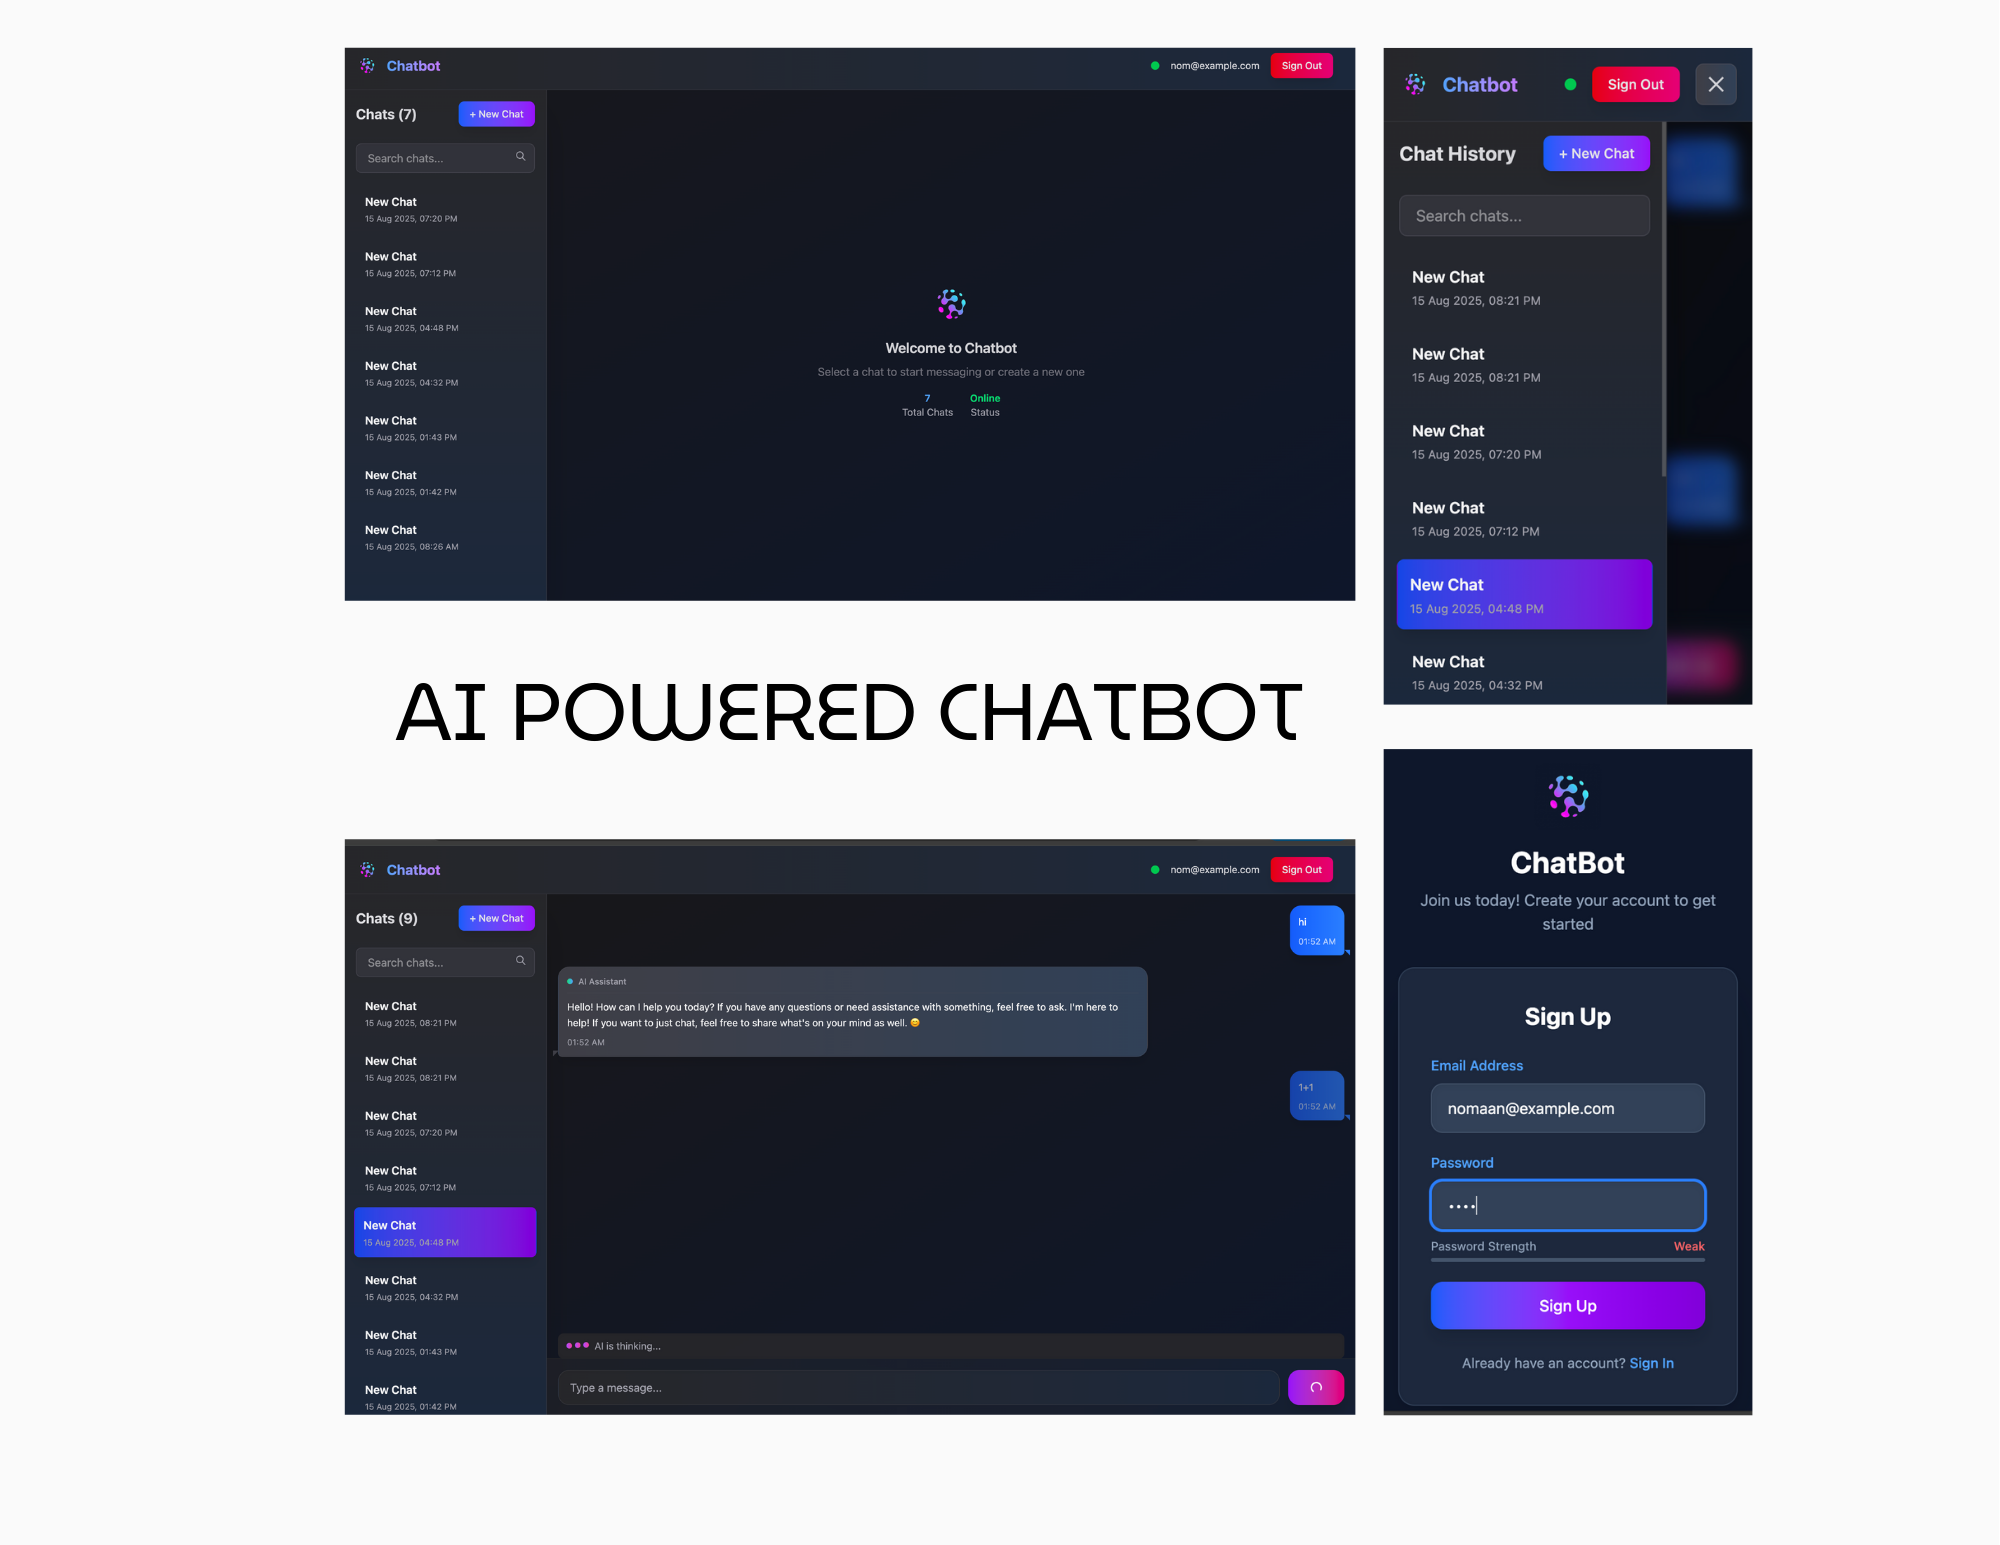 Chatbot
nom@example.com
Sign Out
Chats (7)
+ New Chat
Search chats...
New Chat
15 Aug 2025, 07:20 PM
New Chat
15 Aug 2025, 07:12 PM
New Chat
15 Aug 2025, 04:48 PM
New Chat
15 Aug 2025, 04:32 PM
New Chat
15 Aug 2025, 01:43 PM
New Chat
15 Aug 2025, 01:42 PM
New Chat
15 Aug 2025, 08:26 AM
Welcome to Chatbot
Select a chat to start messaging or create a new one
7
Total Chats
Online
Status
Chatbot
Sign Out
Chat History
+ New Chat
Search chats...
New Chat
15 Aug 2025, 08:21 PM
New Chat
15 Aug 2025, 08:21 PM
New Chat
15 Aug 2025, 07:20 PM
New Chat
15 Aug 2025, 07:12 PM
New Chat
15 Aug 2025, 04:48 PM
New Chat
15 Aug 2025, 04:32 PM
AI POWERED CHATBOT
Chatbot
nom@example.com
Sign Out
Chats (9)
+ New Chat
Search chats...
New Chat
15 Aug 2025, 08:21 PM
New Chat
15 Aug 2025, 08:21 PM
New Chat
15 Aug 2025, 07:20 PM
New Chat
15 Aug 2025, 07:12 PM
New Chat
15 Aug 2025, 04:48 PM
New Chat
15 Aug 2025, 04:32 PM
New Chat
15 Aug 2025, 01:43 PM
New Chat
15 Aug 2025, 01:42 PM
hi
01:52 AM
AI Assistant
Hello! How can I help you today? If you have any questions or need assistance with something, feel free to ask. I'm here to
help! If you want to just chat, feel free to share what's on your mind as well. 😊
01:52 AM
1+1
01:52 AM
AI is thinking...
Type a message...
ChatBot
Join us today! Create your account to get
started
Sign Up
Email Address
nomaan@example.com
Password
••••
Password Strength
Weak
Sign Up
Already have an account? Sign In